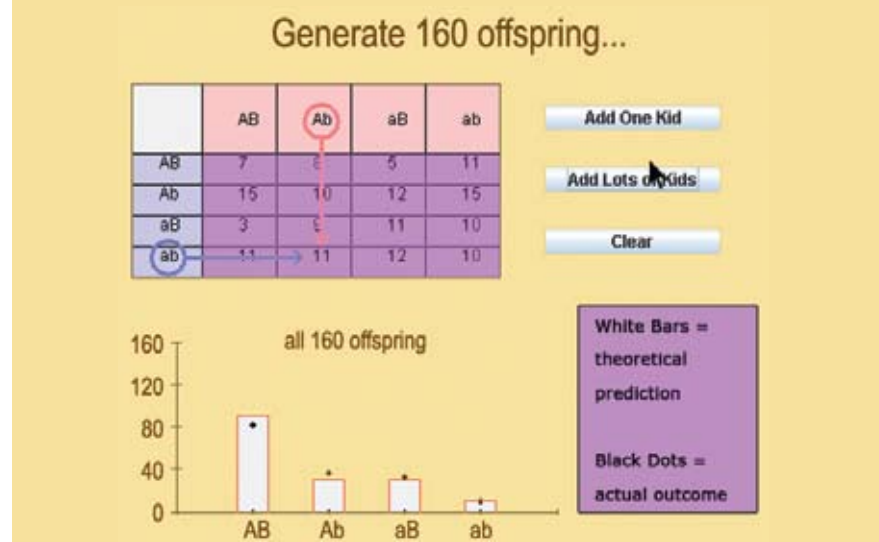 Generate 160 offspring...
AB Ab aB ab
AB 7 11
Ab 15 10 12 15
aB 3 11 10
ab 11 11 12 10
Add One Kid
Add Lots of Kids
Clear
all 160 offspring
160
120
80
40
0
AB Ab aB ab
White Bars =
theoretical
prediction
Black Dots =
actual outcome